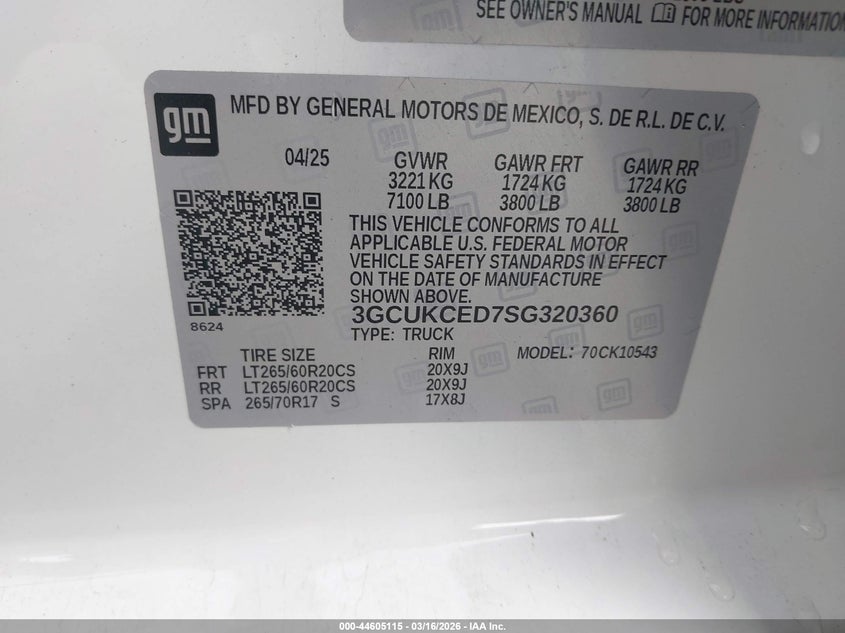 SEE OWNER'S MANUAL FOR MORE INFORMATION
gm MFD BY GENERAL MOTORS DE MEXICO, S. DE R.L. DE C.V.
04/25 GVWR GAWR FRT GAWR RR
3221 KG 1724 KG 1724 KG
7100 LB 3800 LB 3800 LB
THIS VEHICLE CONFORMS TO ALL
APPLICABLE U.S. FEDERAL MOTOR
VEHICLE SAFETY STANDARDS IN EFFECT
ON THE DATE OF MANUFACTURE
SHOWN ABOVE.
3GCUKCED7SG320360
8624
TYPE: TRUCK
TIRE SIZE RIM MODEL: 70CK10543
FRT LT265/60R20CS 20X9J
RR LT265/60R20CS 20X9J
SPA 265/70R17 S 17X8J
000-44605115 - 03/16/2026 - IAA Inc.